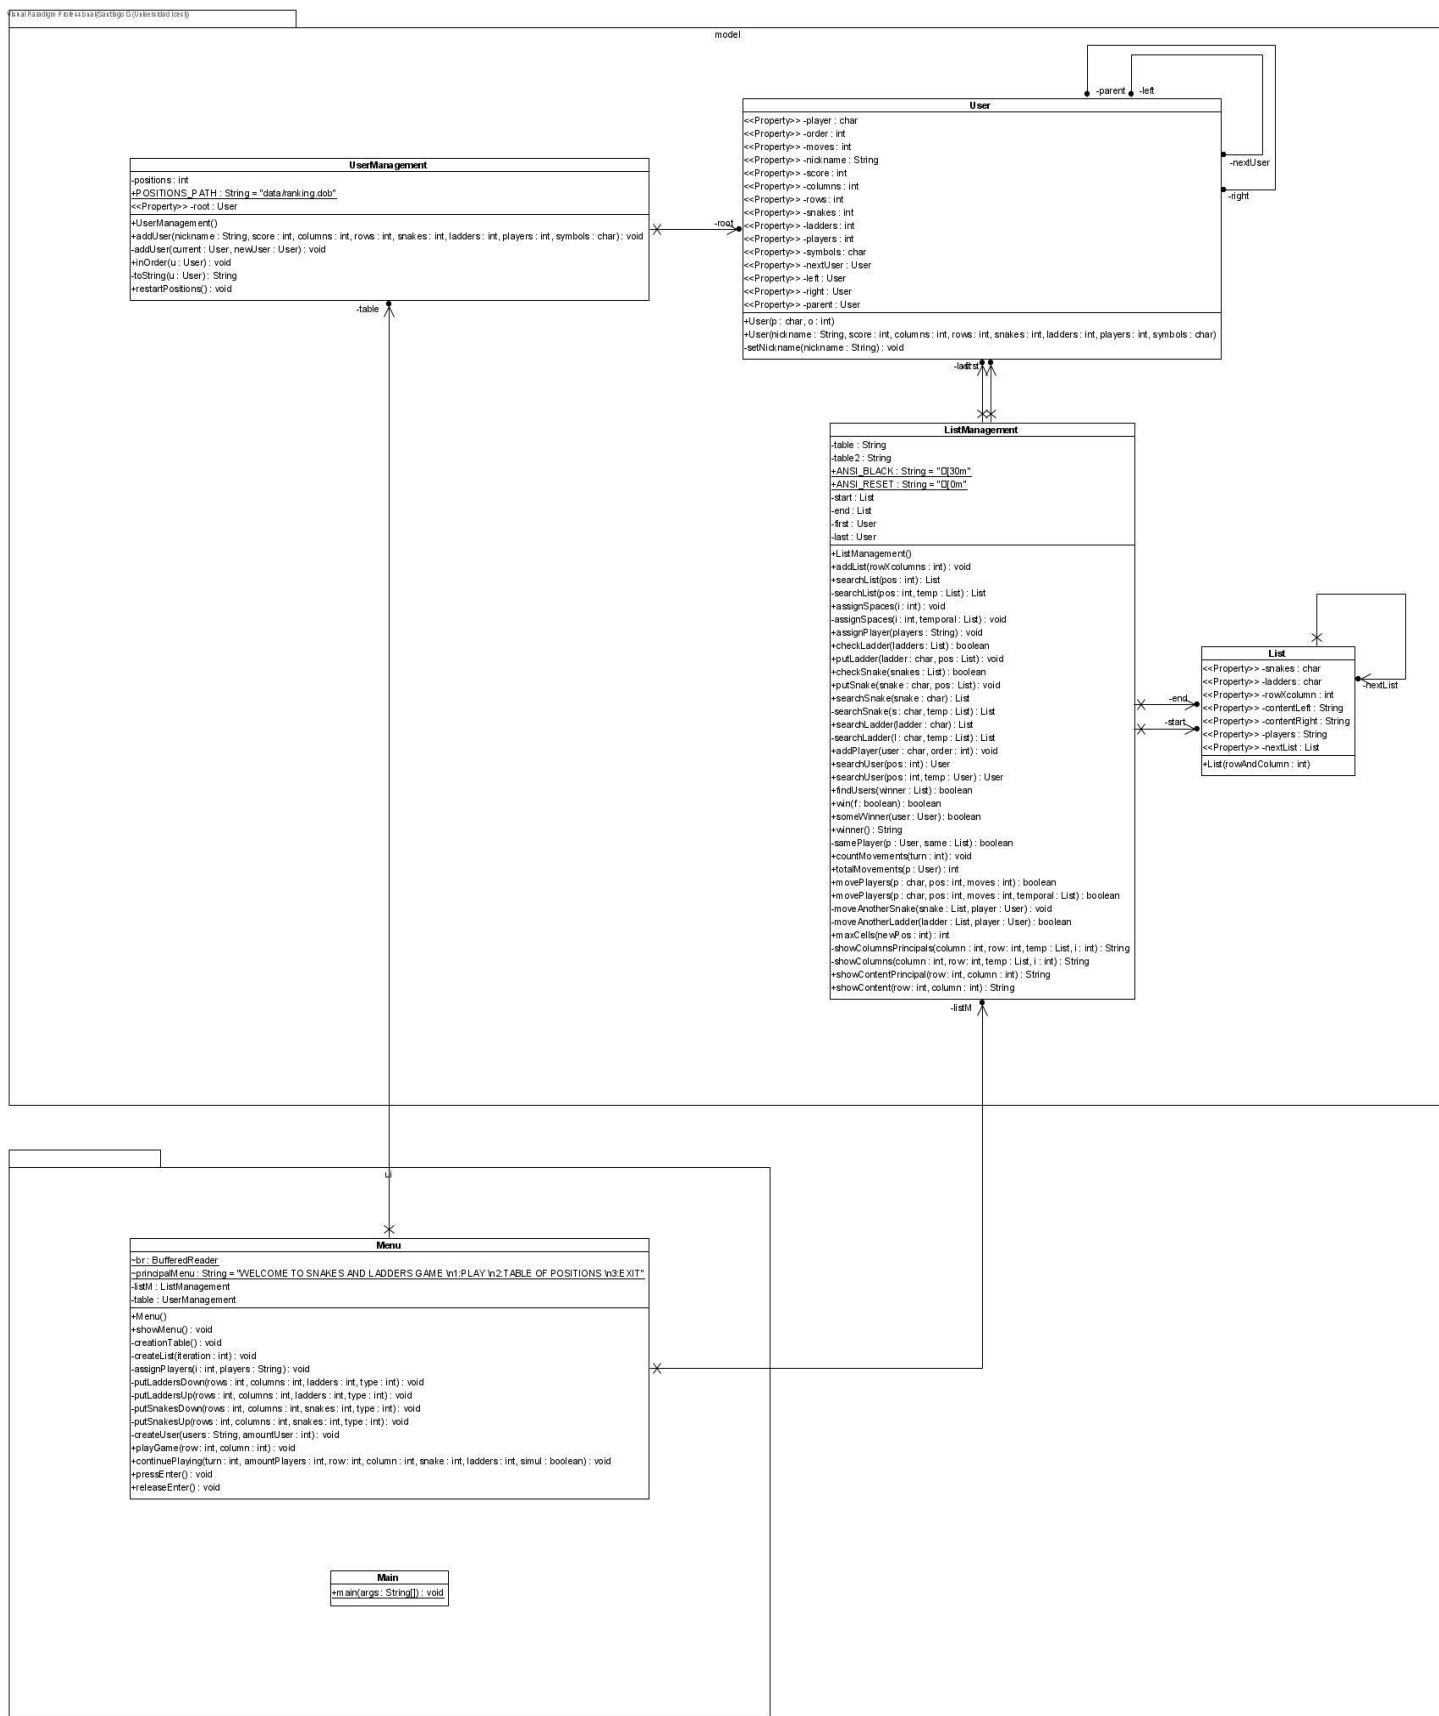 Visual Paradigm Professional(Santiago G (Universidad Icesi))
model
-parent
-left
User
<<Property>> -player : char
<<Property>> -order : int
<<Property>> -moves : int
<<Property>> -nickname : String
<<Property>> -score : int
<<Property>> -columns : int
<<Property>> -rows : int
<<Property>> -snakes : int
<<Property>> -ladders : int
<<Property>> -players : int
<<Property>> -symbols : char
<<Property>> -nextUser : User
<<Property>> -left : User
<<Property>> -right : User
<<Property>> -parent : User
+User(p : char, o : int)
+User(nickname : String, score : int, columns : int, rows : int, snakes : int, ladders : int, players : int, symbols : char)
-setNickname(nickname : String) : void
-nextUser
-right
UserManagement
-positions : int
+POSITIONS_PATH : String = "data/ranking.dob"
<<Property>> -root : User
+UserManagement()
+addUser(nickname : String, score : int, columns : int, rows : int, snakes : int, ladders : int, players : int, symbols : char) : void
-addUser(current : User, newUser : User) : void
+inOrder(u : User) : void
-toString(u : User) : String
+restartPositions() : void
-root
-table
ListManagement
-table : String
-table2 : String
+ANSI_BLACK : String = "□[30m"
+ANSI_RESET : String = "□[0m"
-start : List
-end : List
-first : User
-last : User
+ListManagement()
+addList(rowXcolumns : int) : void
+searchList(pos : int) : List
-searchList(pos : int, temp : List) : List
+assignSpaces(i : int) : void
-assignSpaces(i : int, temporal : List) : void
+assignPlayer(players : String) : void
+checkLadder(ladders : List) : boolean
+putLadder(ladder : char, pos : List) : void
+checkSnake(snakes : List) : boolean
+putSnake(snake : char, pos : List) : void
+searchSnake(snake : char) : List
-searchSnake(s : char, temp : List) : List
+searchLadder(ladder : char) : List
-searchLadder(l : char, temp : List) : List
+addPlayer(user : char, order : int) : void
+searchUser(pos : int) : User
+searchUser(pos : int, temp : User) : User
+findUsers(winner : List) : boolean
+win(f : boolean) : boolean
+someWinner(user : User) : boolean
+winner() : String
-samePlayer(p : User, same : List) : boolean
+countMovements(turn : int) : void
+totalMovements(p : User) : int
+movePlayers(p : char, pos : int, moves : int) : boolean
+movePlayers(p : char, pos : int, moves : int, temporal : List) : boolean
-moveAnotherSnake(snake : List, player : User) : void
-moveAnotherLadder(ladder : List, player : User) : boolean
+maxCells(newPos : int) : int
-showColumnsPrincipals(column : int, row : int, temp : List, i : int) : String
-showColumns(column : int, row : int, temp : List, i : int) : String
+showContentPrincipal(row : int, column : int) : String
+showContent(row : int, column : int) : String
-end
-start
List
<<Property>> -snakes : char
<<Property>> -ladders : char
<<Property>> -rowXcolumn : int
<<Property>> -contentLeft : String
<<Property>> -contentRight : String
<<Property>> -players : String
<<Property>> -nextList : List
+List(rowAndColumn : int)
-nextList
-listM
ui
Menu
~br : BufferedReader
~principalMenu : String = "WELCOME TO SNAKES AND LADDERS GAME \n1:PLAY \n2:TABLE OF POSITIONS \n3:EXIT"
-listM : ListManagement
-table : UserManagement
+Menu()
+showMenu() : void
-creationTable() : void
-createList(iteration : int) : void
-assignPlayers(i : int, players : String) : void
-putLaddersDown(rows : int, columns : int, ladders : int, type : int) : void
-putLaddersUp(rows : int, columns : int, ladders : int, type : int) : void
-putSnakesDown(rows : int, columns : int, snakes : int, type : int) : void
-putSnakesUp(rows : int, columns : int, snakes : int, type : int) : void
-createUser(users : String, amountUser : int) : void
+playGame(row : int, column : int) : void
+continuePlaying(turn : int, amountPlayers : int, row : int, column : int, snake : int, ladders : int, simul : boolean) : void
+pressEnter() : void
+releaseEnter() : void
Main
+main(args : String[]) : void